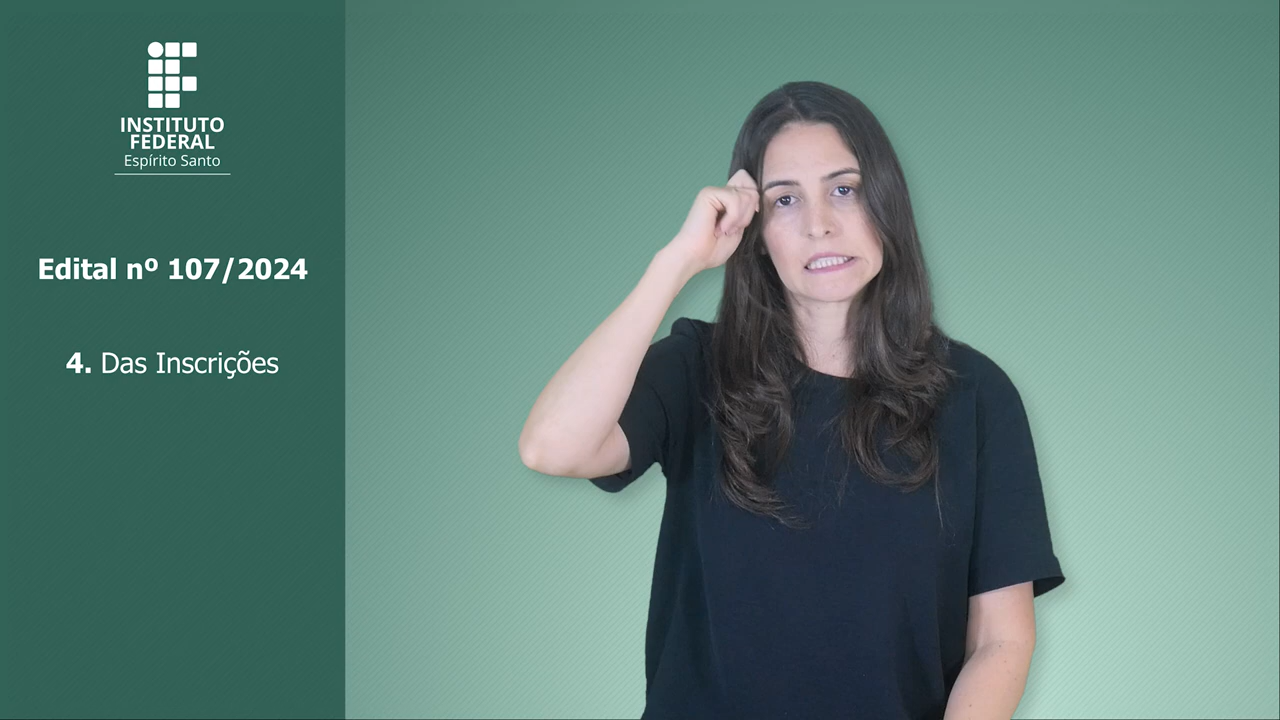 INSTITUTO
FEDERAL
Espírito Santo
Edital nº 107/2024
4. Das Inscrições